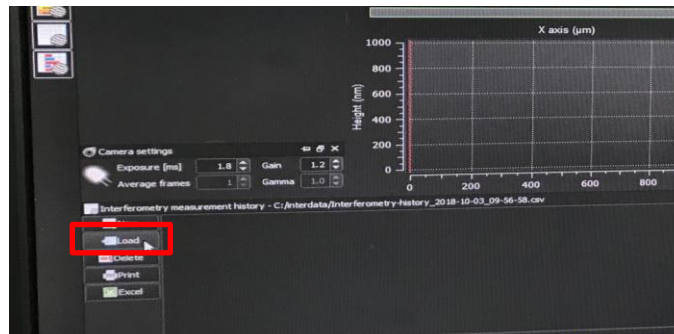 X axis (µm)
1000
800
600
400
200
0
Height (nm)
0 200 400 600 800
Camera settings
Exposure [ms] 1.8 Gain 1.2
Average frames 1 Gamma 1.0
Interferometry measurement history - C:/interdata/Interferometry-history_2018-10-03_09-56-58.csv
Load
Delete
Print
Excel